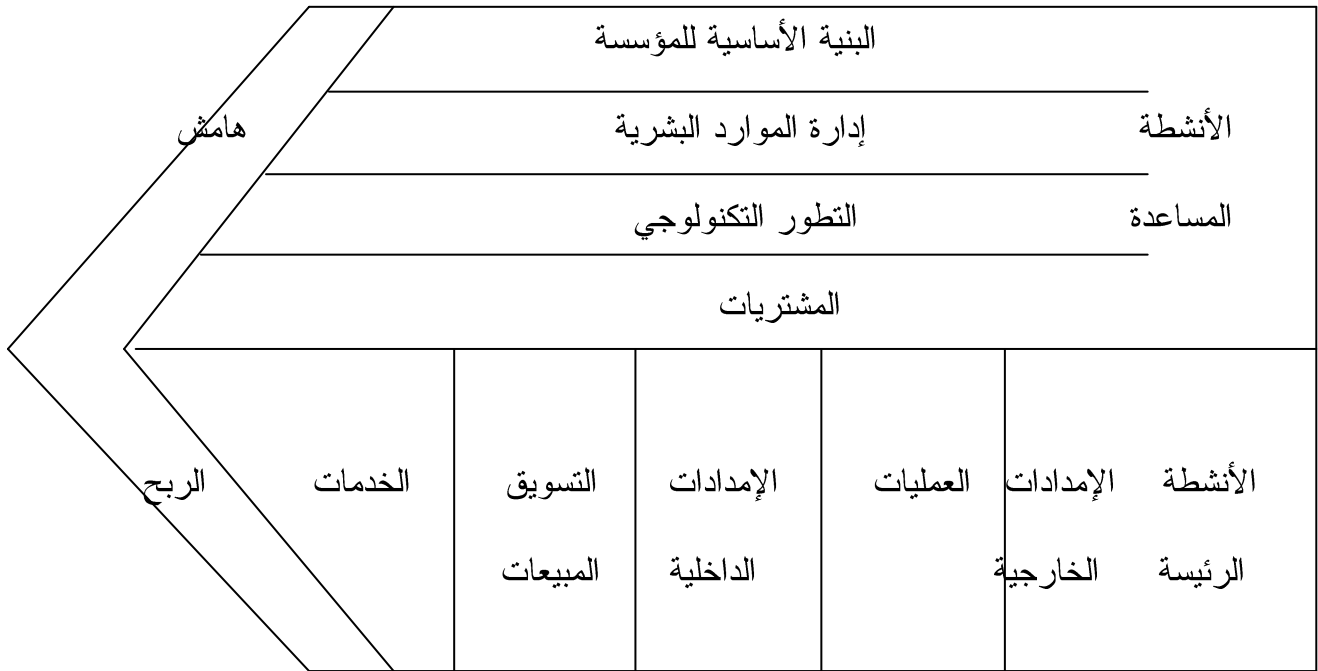 البنية الأساسية للمؤسسة
الأنشطة
المساعدة
إدارة الموارد البشرية
التطور التكنولوجي
المشتريات
هامش
الربح
الأنشطة
الرئيسة
الإمدادات
الخارجية
العمليات
الإمدادات
الداخلية
التسويق
المبيعات
الخدمات